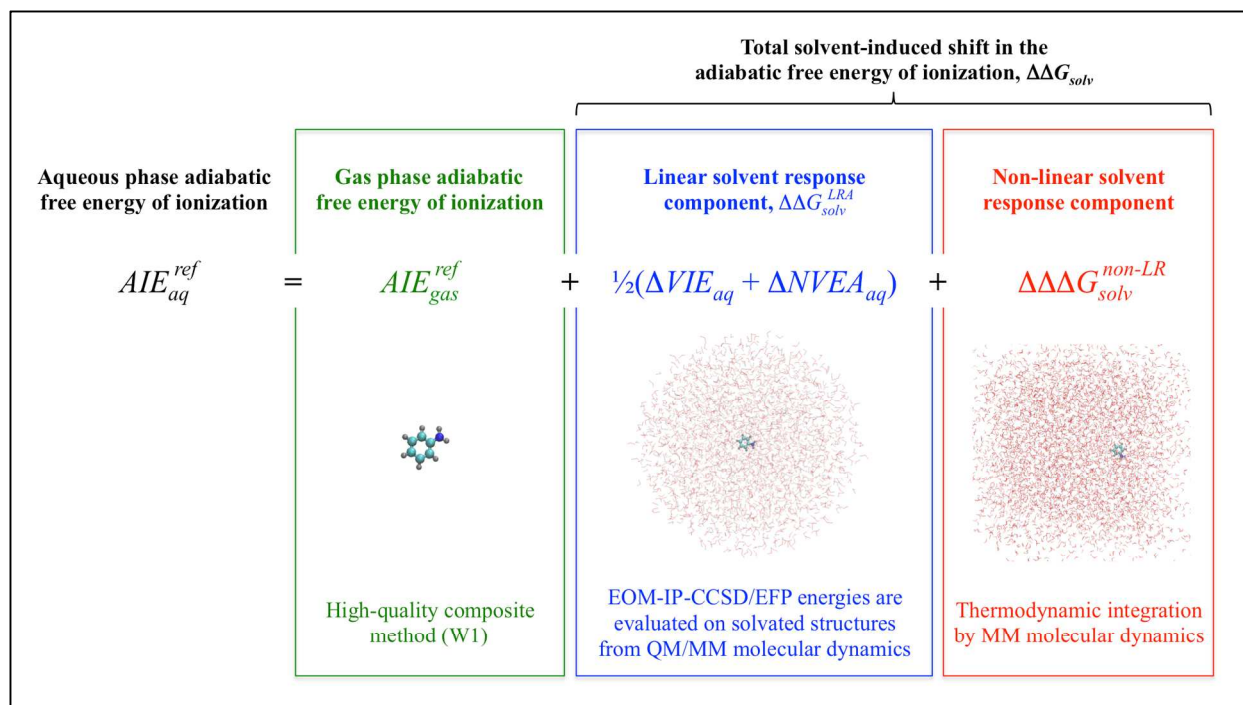 Total solvent-induced shift in the
adiabatic free energy of ionization, ΔΔG_solv
Aqueous phase adiabatic
free energy of ionization
Gas phase adiabatic
free energy of ionization
Linear solvent response
component, ΔΔG_solv^LRA
Non-linear solvent
response component
AIE_aq^ref = AIE_gas^ref + ½(ΔVIE_aq + ΔNVEA_aq) + ΔΔΔG_solv^non-LR
High-quality composite
method (W1)
EOM-IP-CCSD/EFP energies are
evaluated on solvated structures
from QM/MM molecular dynamics
Thermodynamic integration
by MM molecular dynamics